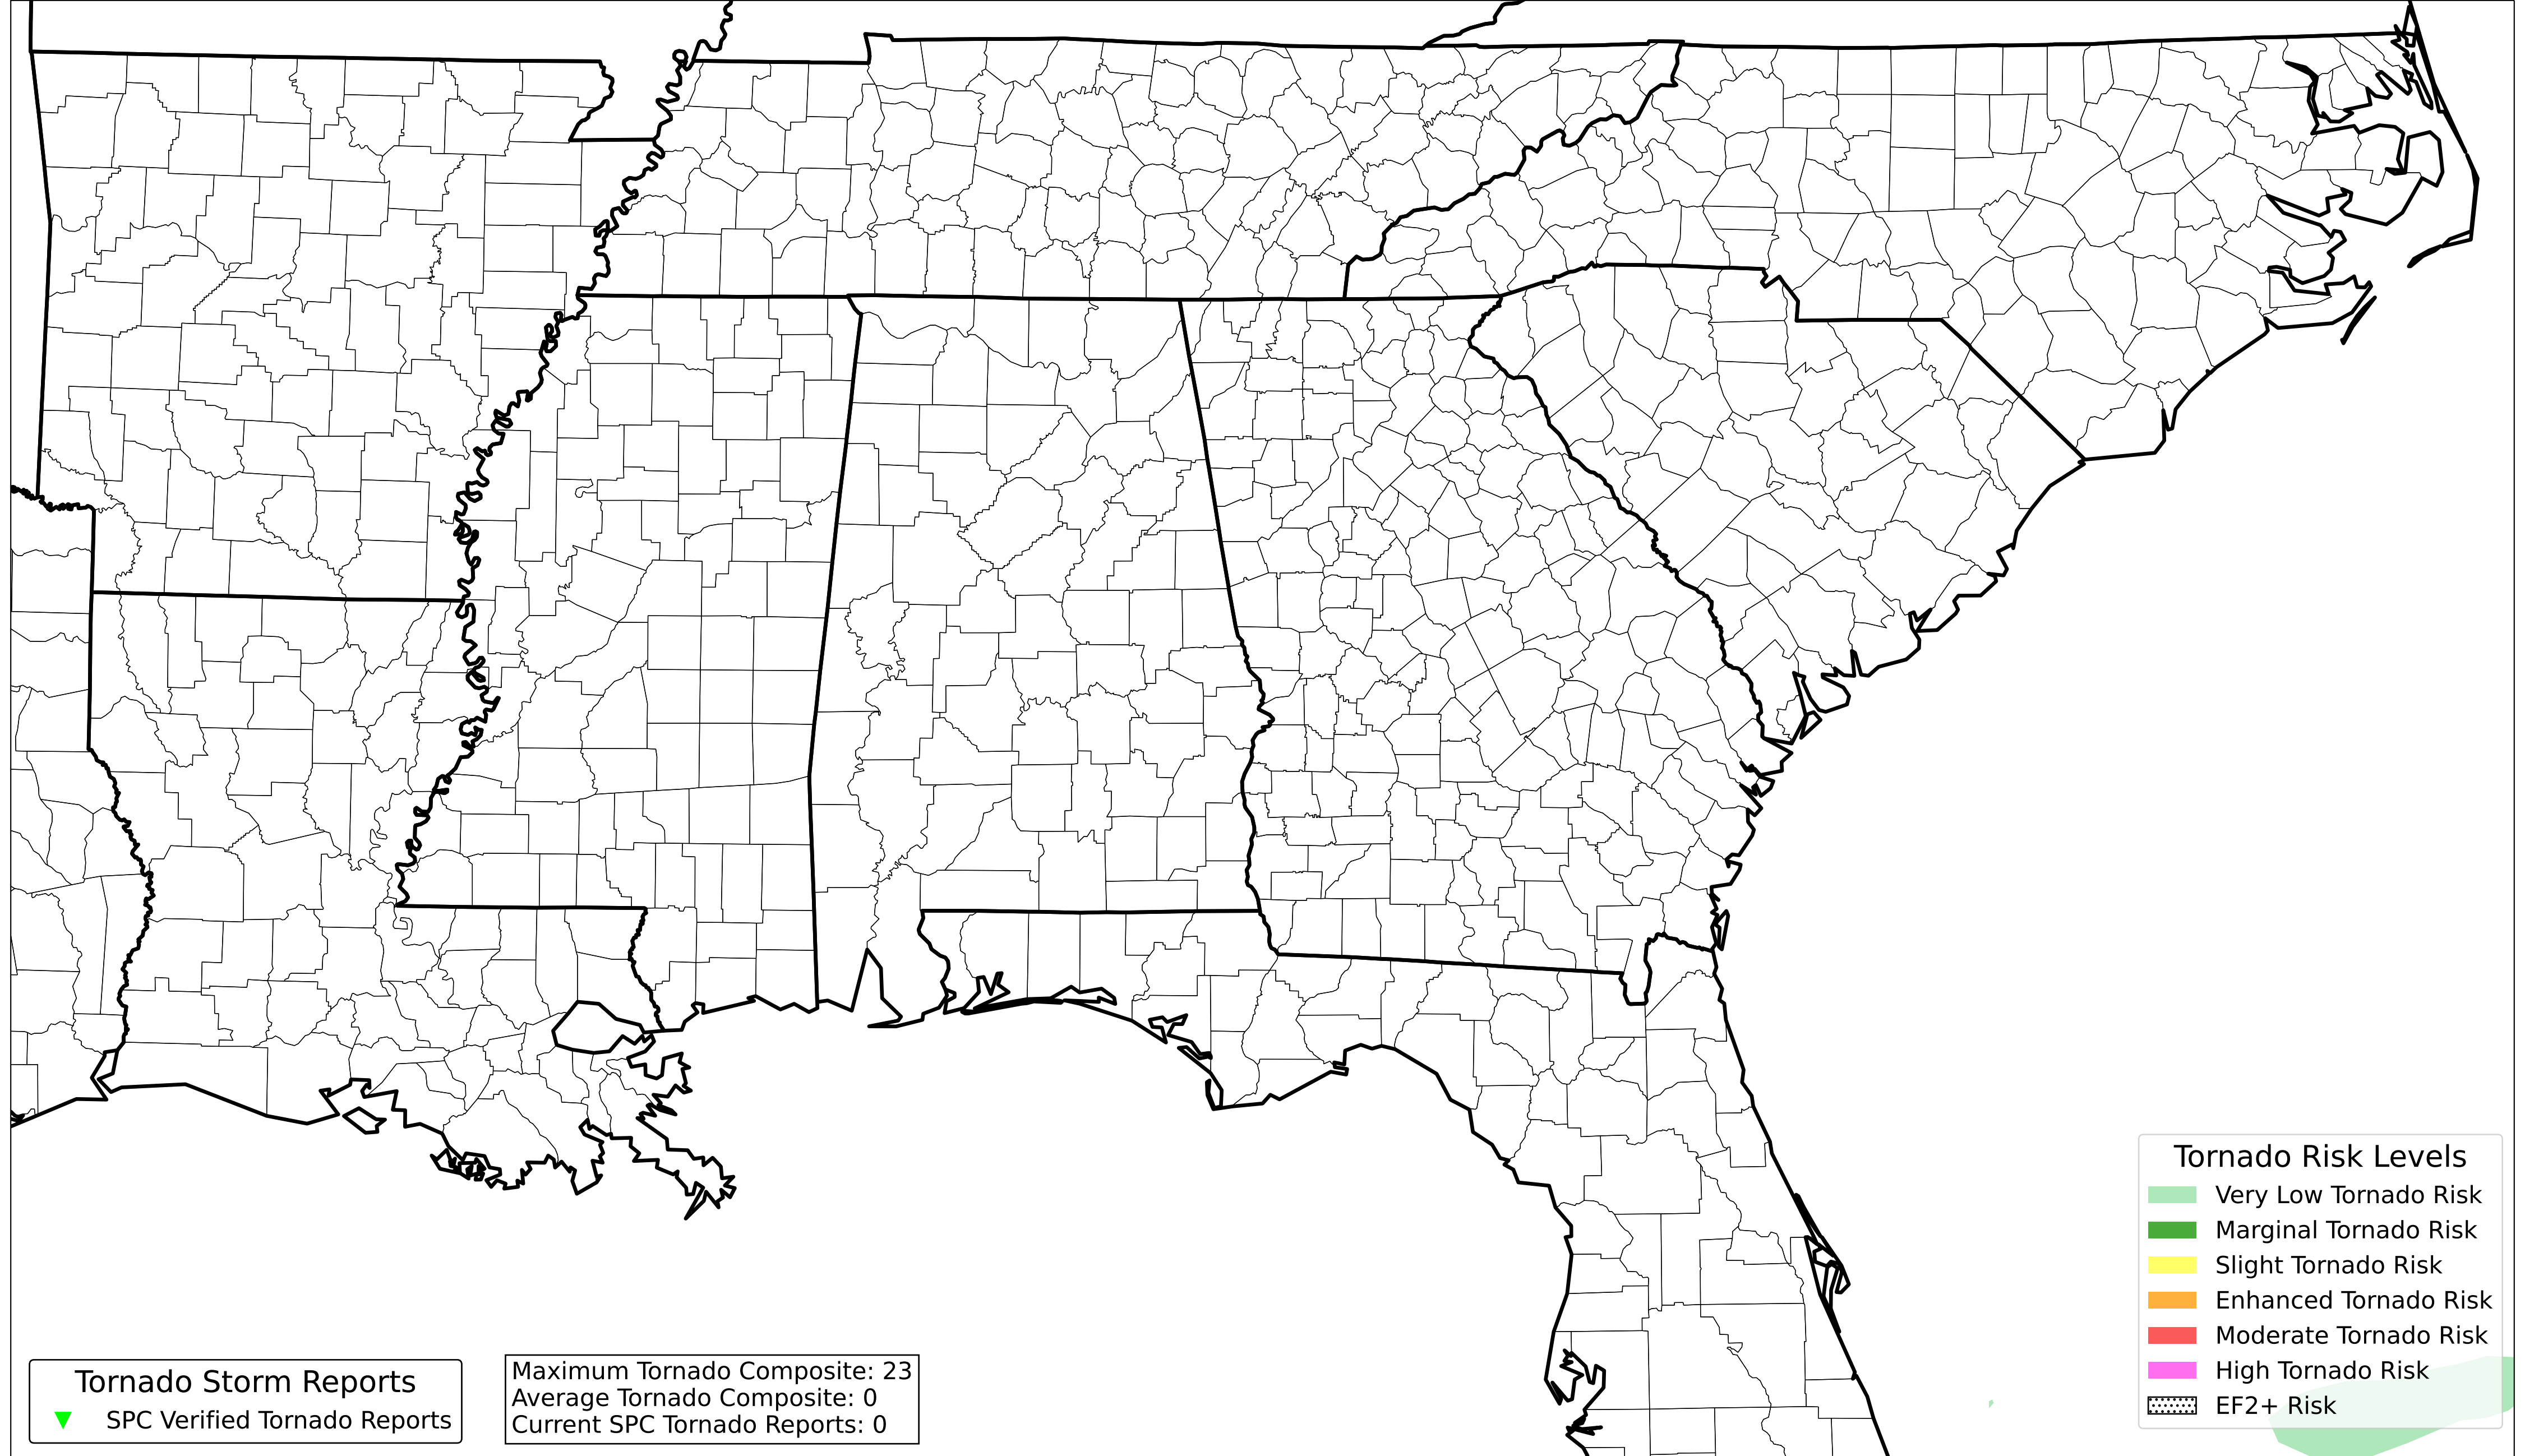 Tornado Storm Reports
SPC Verified Tornado Reports
Maximum Tornado Composite: 23
Average Tornado Composite: 0
Current SPC Tornado Reports: 0
Tornado Risk Levels
Very Low Tornado Risk
Marginal Tornado Risk
Slight Tornado Risk
Enhanced Tornado Risk
Moderate Tornado Risk
High Tornado Risk
EF2+ Risk